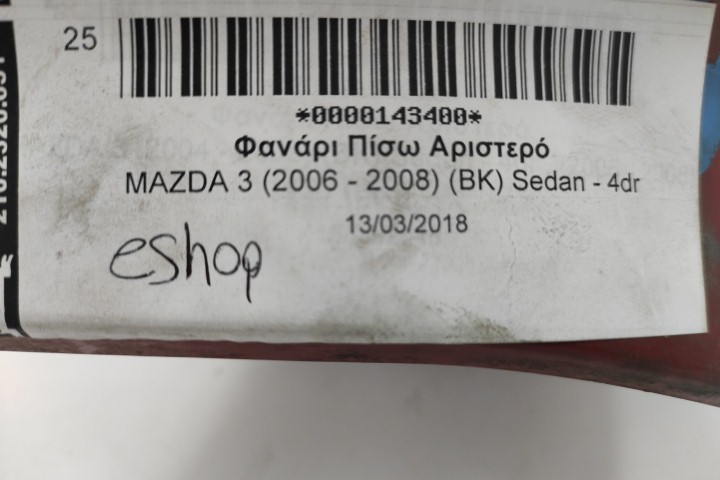 25
*0000143400*
Φανάρι Πίσω Αριστερό
MAZDA 3 (2006 - 2008) (BK) Sedan - 4dr
13/03/2018
eshop